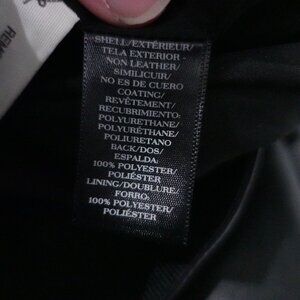 SHELL/EXTÉRIEUR/
TELA EXTERIOR -
NON LEATHER/
SIMILICUIR/
NO ES DE CUERO
COATING/
REVÊTEMENT/
RECUBRIMIENTO:
POLYURETHANE/
POLYURÉTHANE/
POLIURETANO
BACK/DOS/
ESPALDA:
100% POLYESTER/
POLIÉSTER
LINING/DOUBLURE/
FORRO:
100% POLYESTER/
POLIÉSTER